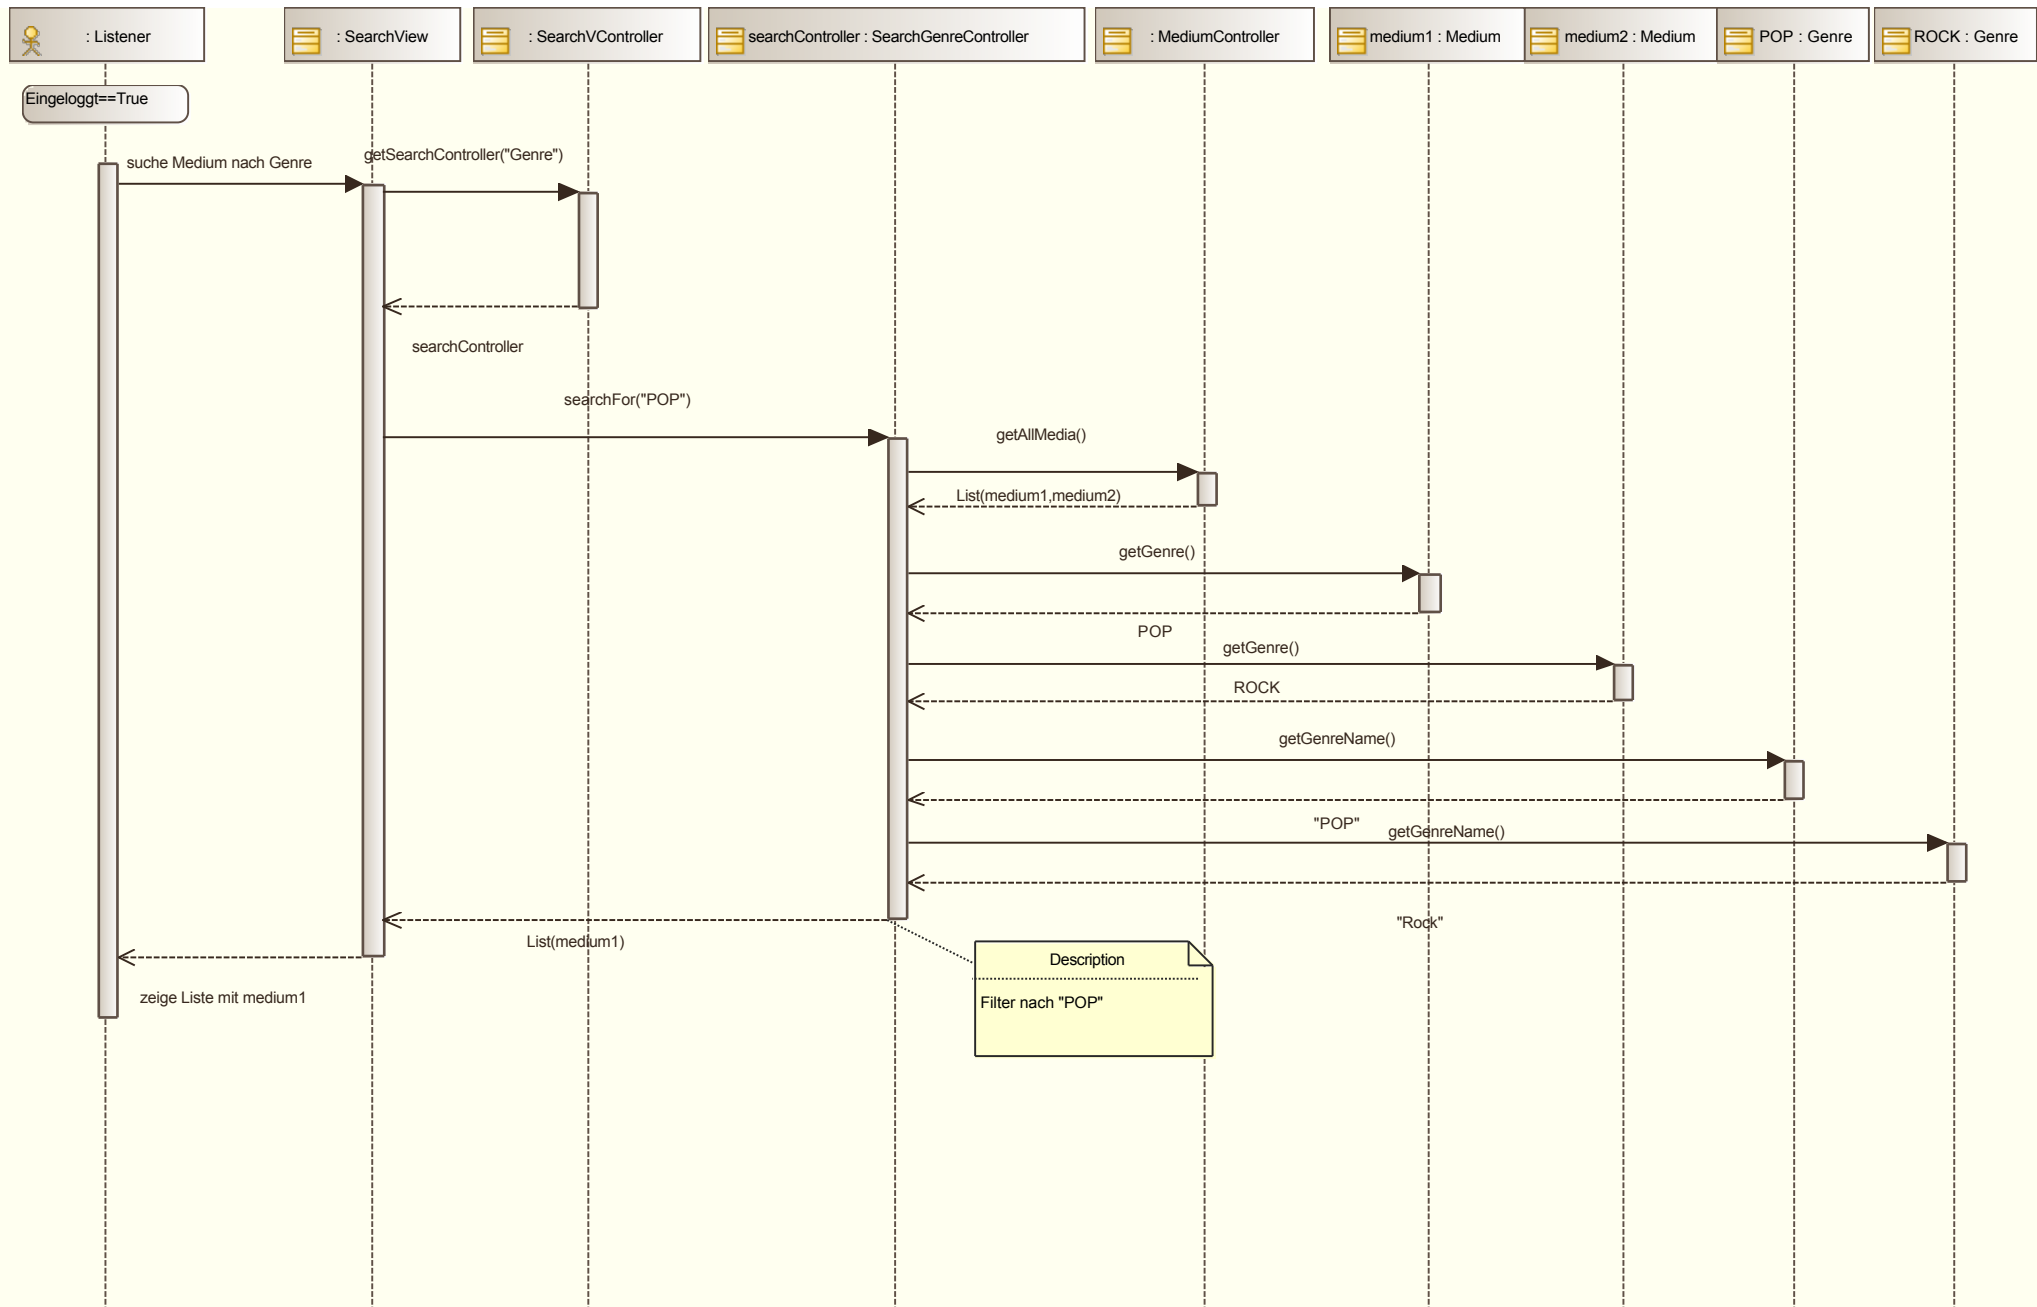 : Listener
: SearchView
: SearchVController
searchController : SearchGenreController
: MediumController
medium1 : Medium
medium2 : Medium
POP : Genre
ROCK : Genre
Eingeloggt==True
suche Medium nach Genre
getSearchController("Genre")
searchController
searchFor("POP")
getAllMedia()
List(medium1,medium2)
getGenre()
POP
getGenre()
ROCK
getGenreName()
"POP"
getGenreName()
"Rock"
List(medium1)
Description
Filter nach "POP"
zeige Liste mit medium1